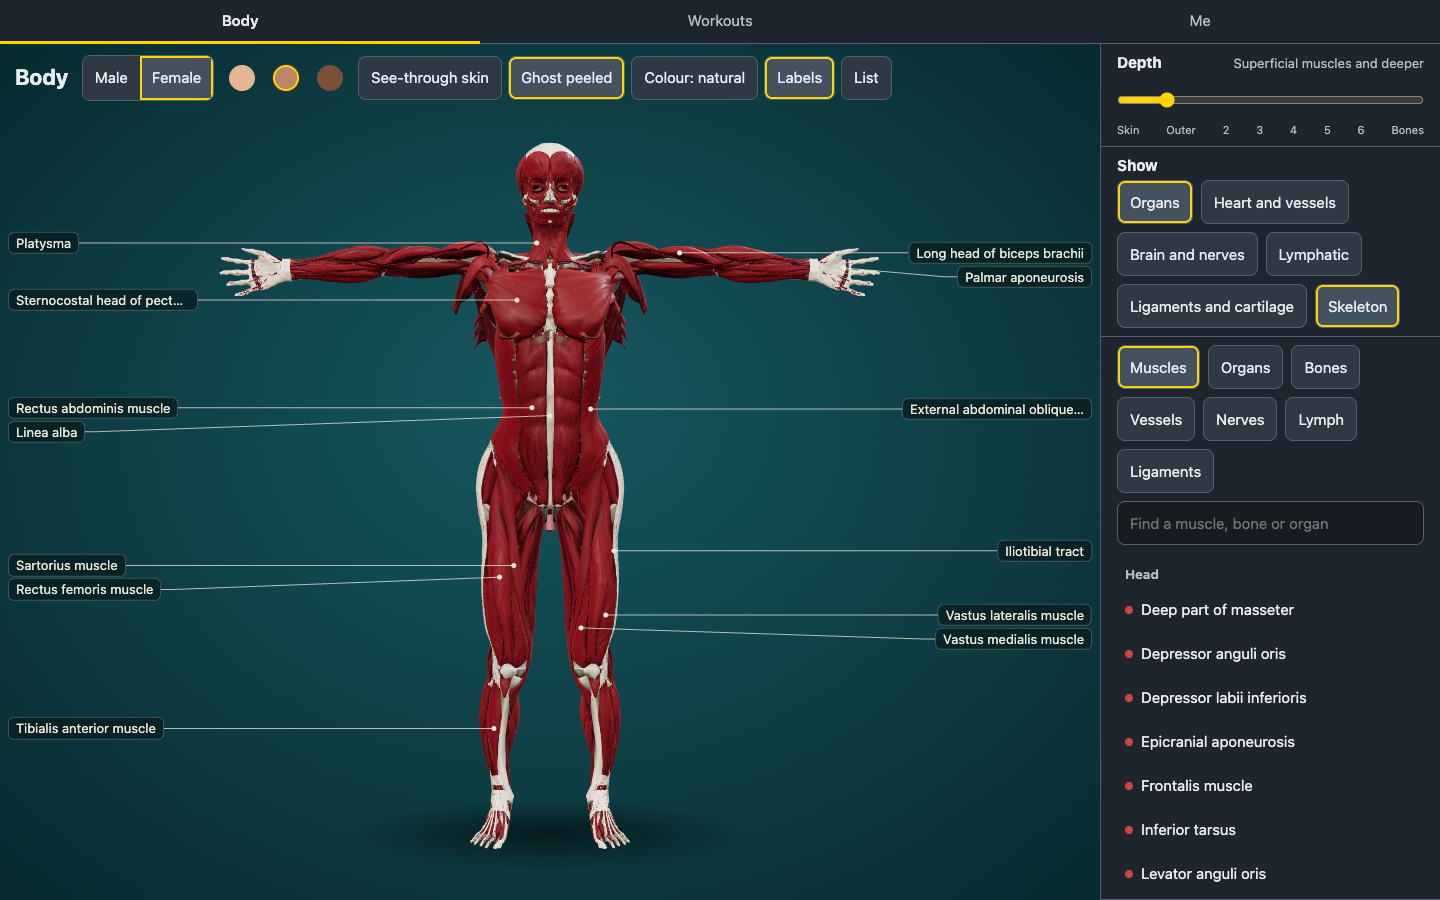 Body
Workouts
Me
Body
Male
Female
See-through skin
Ghost peeled
Colour: natural
Labels
List
Platysma
Sternocostal head of pect...
Rectus abdominis muscle
Linea alba
Sartorius muscle
Rectus femoris muscle
Tibialis anterior muscle
Long head of biceps brachii
Palmar aponeurosis
External abdominal oblique...
Iliotibial tract
Vastus lateralis muscle
Vastus medialis muscle
Depth
Superficial muscles and deeper
Skin Outer 2 3 4 5 6 Bones
Show
Organs
Heart and vessels
Brain and nerves
Lymphatic
Ligaments and cartilage
Skeleton
Muscles
Organs
Bones
Vessels
Nerves
Lymph
Ligaments
Find a muscle, bone or organ
Head
Deep part of masseter
Depressor anguli oris
Depressor labii inferioris
Epicranial aponeurosis
Frontalis muscle
Inferior tarsus
Levator anguli oris